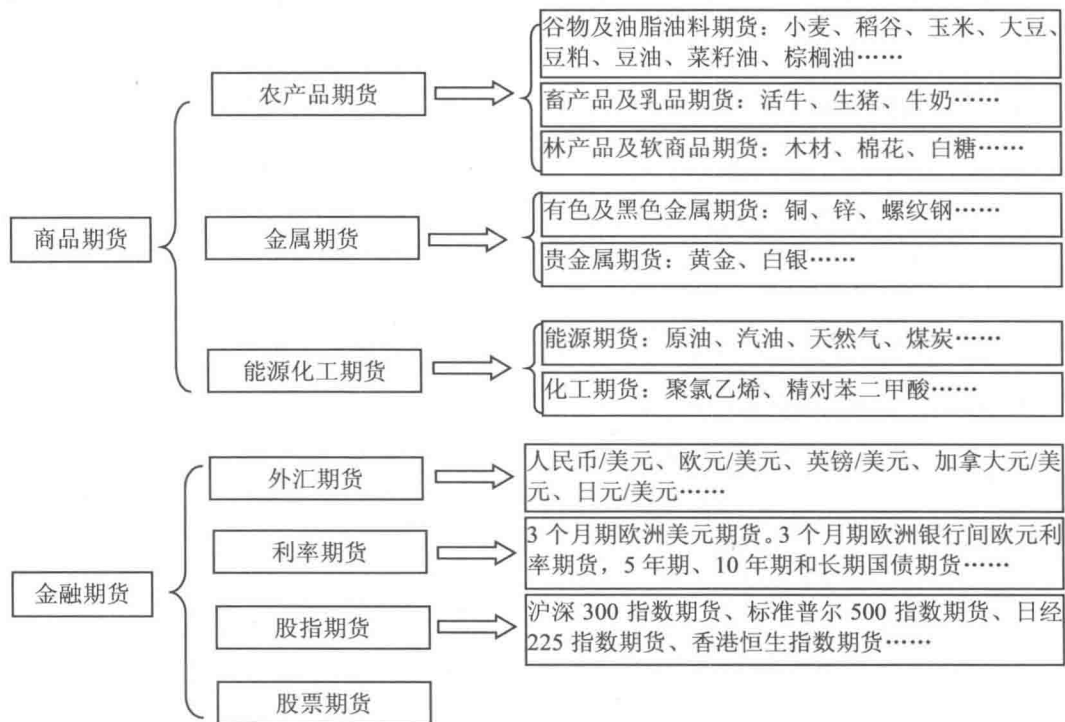 谷物及油脂油料期货：小麦、稻谷、玉米、大豆、
豆粕、豆油、菜籽油、棕榈油……
农产品期货
畜产品及乳品期货：活牛、生猪、牛奶……
林产品及软商品期货：木材、棉花、白糖……
商品期货
金属期货
有色及黑色金属期货：铜、锌、螺纹钢……
贵金属期货：黄金、白银……
能源化工期货
能源期货：原油、汽油、天然气、煤炭……
化工期货：聚氯乙烯、精对苯二甲酸……
外汇期货
人民币/美元、欧元/美元、英镑/美元、加拿大元/美
元、日元/美元……
利率期货
3 个月期欧洲美元期货。3 个月期欧洲银行间欧元利
率期货，5 年期、10 年期和长期国债期货……
金融期货
股指期货
沪深 300 指数期货、标准普尔 500 指数期货、日经
225 指数期货、香港恒生指数期货……
股票期货